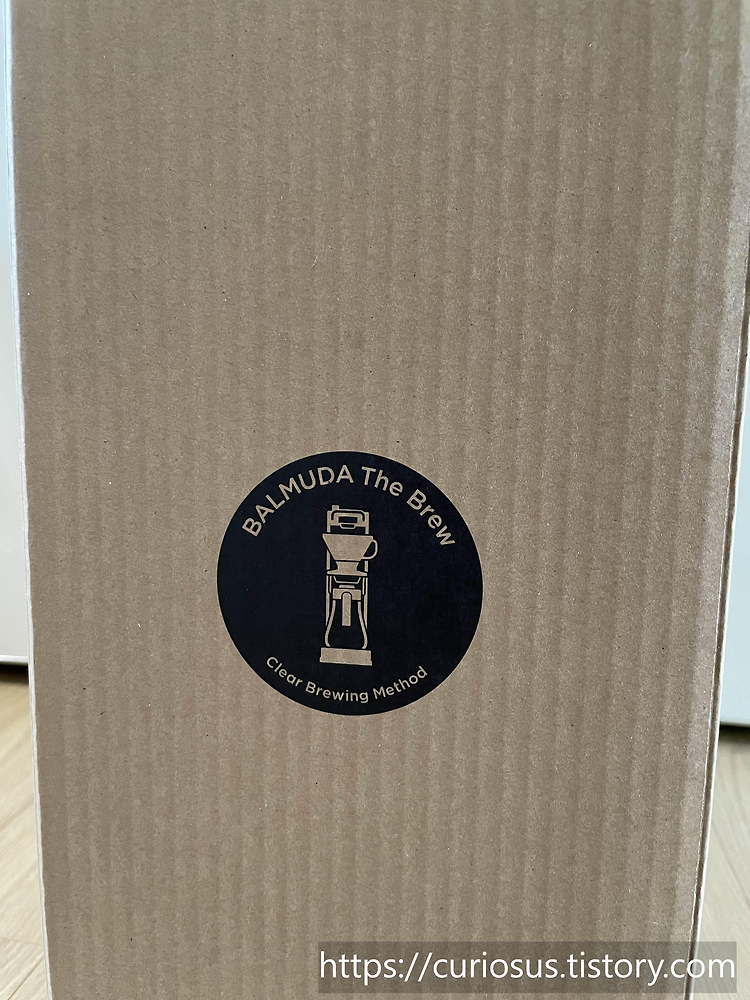 BALMUDA The Brew
Clear Brewing Method
https://curiosus.tistory.com